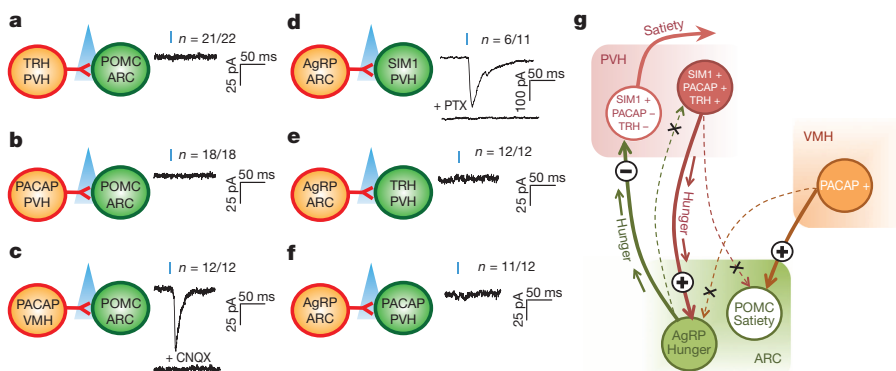 a
TRH
PVH
POMC
ARC
n = 21/22
50 ms
25 pA
b
PACAP
PVH
POMC
ARC
n = 18/18
50 ms
25 pA
c
PACAP
VMH
POMC
ARC
n = 12/12
50 ms
25 pA
+ CNQX
d
AgRP
ARC
SIM1
PVH
n = 6/11
50 ms
100 pA
+ PTX
e
AgRP
ARC
TRH
PVH
n = 12/12
50 ms
25 pA
f
AgRP
ARC
PACAP
PVH
n = 11/12
50 ms
25 pA
g
Satiety
PVH
SIM1 +
PACAP –
TRH –
SIM1 +
PACAP +
TRH +
VMH
PACAP +
Hunger
Hunger
AgRP
Hunger
POMC
Satiety
ARC